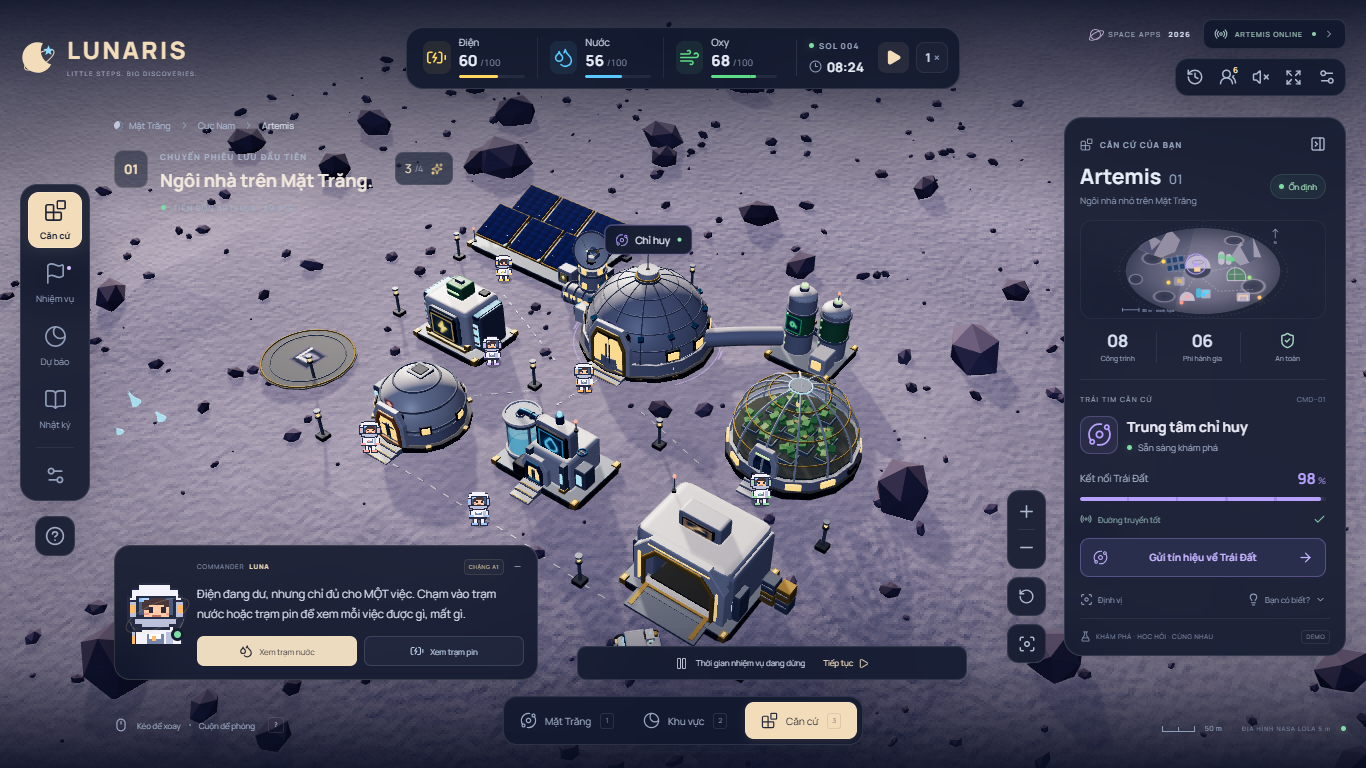 LUNARIS
LITTLE STEPS. BIG DISCOVERIES.
Điện
60 /100
Nước
56 /100
Oxy
68 /100
SOL 004
08:24
1 ×
SPACE APPS 2026
ARTEMIS ONLINE
6
Mặt Trăng
Cực Nam
Artemis
01
CHUYẾN PHIÊU LƯU ĐẦU TIÊN
Ngôi nhà trên Mặt Trăng.
3 /4
Căn cứ
Nhiệm vụ
Dự báo
Nhật ký
Chỉ huy
CĂN CỨ CỦA BẠN
Artemis 01
Ổn định
Ngôi nhà nhỏ trên Mặt Trăng
N
08
Công trình
06
Phi hành gia
An toàn
TRÁI TIM CĂN CỨ
CMD-01
Trung tâm chỉ huy
Sẵn sàng khám phá
Kết nối Trái Đất
98 %
Đường truyền tốt
Gửi tín hiệu về Trái Đất
Định vị
Bạn có biết?
KHÁM PHÁ · HỌC HỎI · CÙNG NHAU
DEMO
COMMANDER LUNA
CHẶNG A1
Điện đang dư, nhưng chỉ đủ cho MỘT việc. Chạm vào trạm
nước hoặc trạm pin để xem mỗi việc được gì, mất gì.
Xem trạm nước
Xem trạm pin
Thời gian nhiệm vụ đang dừng
Tiếp tục
Kéo để xoay · Cuộn để phóng
?
Mặt Trăng 1
Khu vực 2
Căn cứ 3
50 m
ĐỊA HÌNH NASA LOLA 5 m